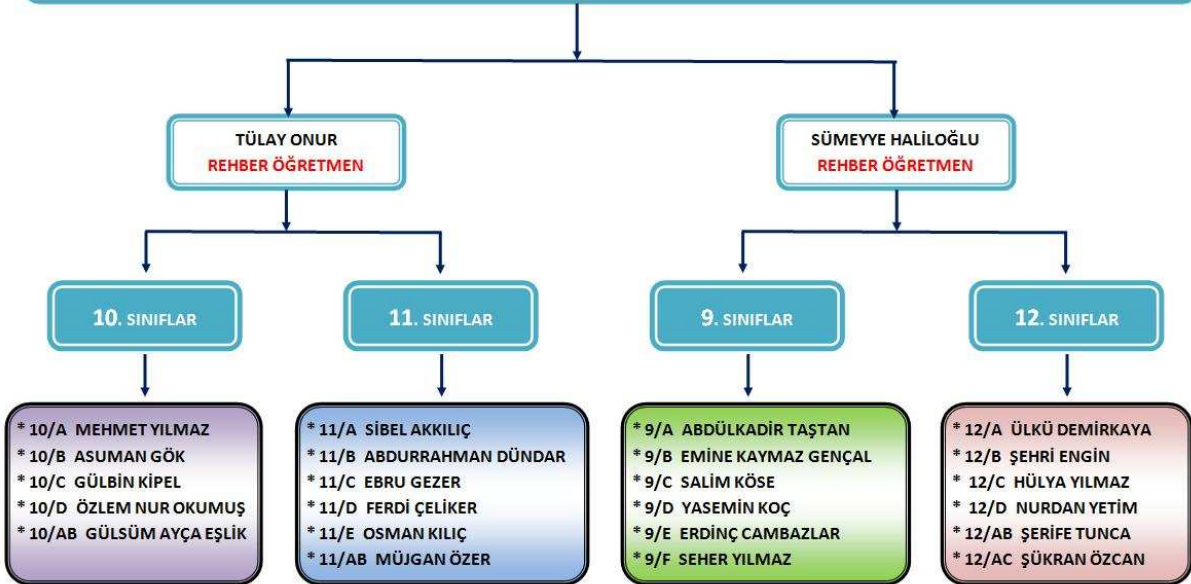 TÜLAY ONUR
REHBER ÖĞRETMEN
SÜMEYYE HALİLOĞLU
REHBER ÖĞRETMEN
10. SINIFLAR
11. SINIFLAR
9. SINIFLAR
12. SINIFLAR
* 10/A MEHMET YILMAZ
* 10/B ASUMAN GÖK
* 10/C GÜLBİN KİPEL
* 10/D ÖZLEM NUR OKUMUŞ
* 10/AB GÜLSÜM AYÇA EŞLİK
* 11/A SİBEL AKKILIÇ
* 11/B ABDURRAHMAN DÜNDAR
* 11/C EBRU GEZER
* 11/D FERDİ ÇELİKER
* 11/E OSMAN KILIÇ
* 11/AB MÜJGAN ÖZER
* 9/A ABDÜLKADİR TAŞTAN
* 9/B EMİNE KAYMAZ GENÇAL
* 9/C SALİM KÖSE
* 9/D YASEMİN KOÇ
* 9/E ERDİNÇ CAMBAZLAR
* 9/F SEHER YILMAZ
* 12/A ÜLKÜ DEMİRKAYA
* 12/B ŞEHRİ ENGİN
* 12/C HÜLYA YILMAZ
* 12/D NURDAN YETİM
* 12/AB ŞERİFE TUNCA
* 12/AC ŞÜKRAN ÖZCAN